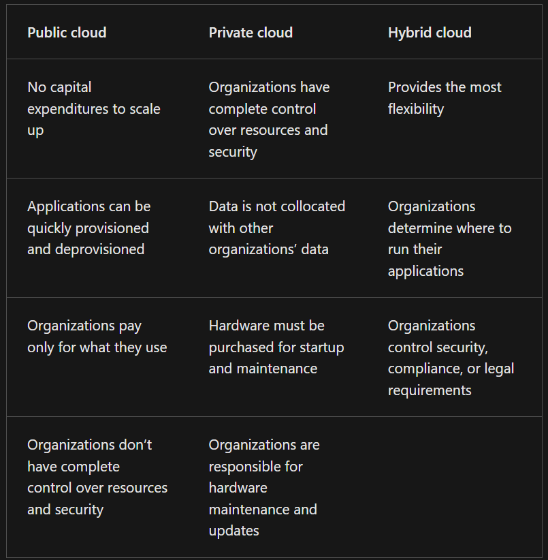 Public cloud
Private cloud
Hybrid cloud
No capital
expenditures to scale
up
Organizations have
complete control
over resources and
security
Provides the most
flexibility
Applications can be
quickly provisioned
and deprovisioned
Data is not collocated
with other
organizations’ data
Organizations
determine where to
run their
applications
Organizations pay
only for what they use
Hardware must be
purchased for startup
and maintenance
Organizations
control security,
compliance, or legal
requirements
Organizations don’t
have complete
control over resources
and security
Organizations are
responsible for
hardware
maintenance and
updates